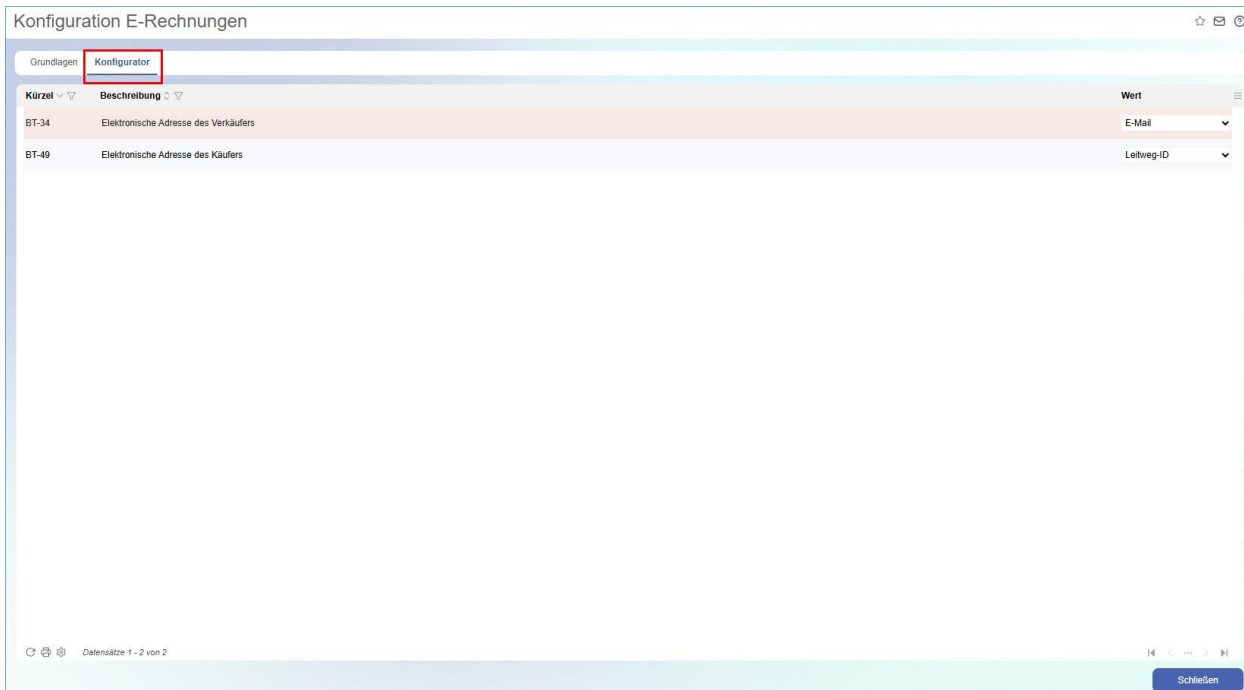 Konfiguration E-Rechnungen
Grundlagen Konfigurator
Kürzel Beschreibung Wert
BT-34 Elektronische Adresse des Verkäufers E-Mail
BT-49 Elektronische Adresse des Käufers Leitweg-ID
Datensätze 1 - 2 von 2
Schließen